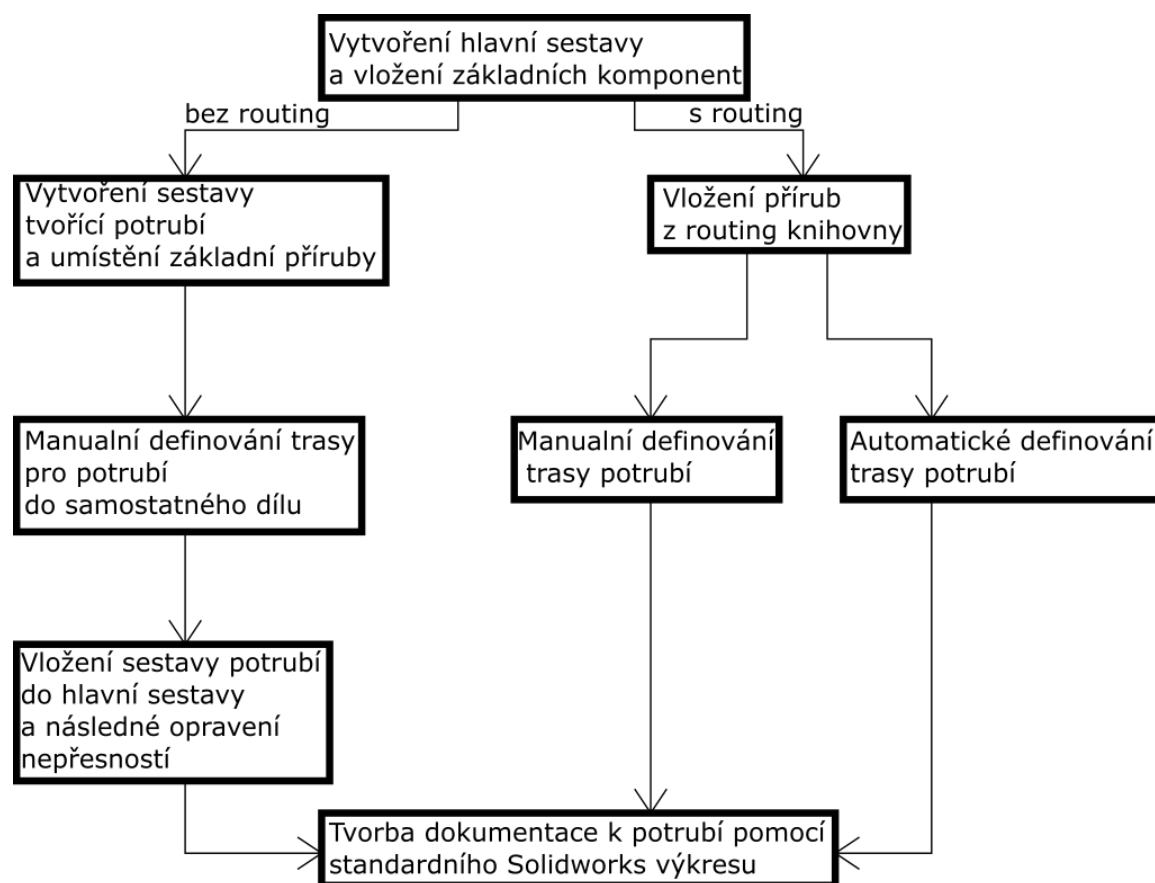 Vytvoření hlavní sestavy
a vložení základních komponent
bez routing
s routing
Vytvoření sestavy
tvořící potrubí
a umístění základní příruby
Vložení přírub
z routing knihovny
Manualní definování trasy
pro potrubí
do samostatného dílu
Manualní definování
trasy potrubí
Automatické definování
trasy potrubí
Vložení sestavy potrubí
do hlavní sestavy
a následné opravení
nepřesností
Tvorba dokumentace k potrubí pomocí
standardního Solidworks výkresu